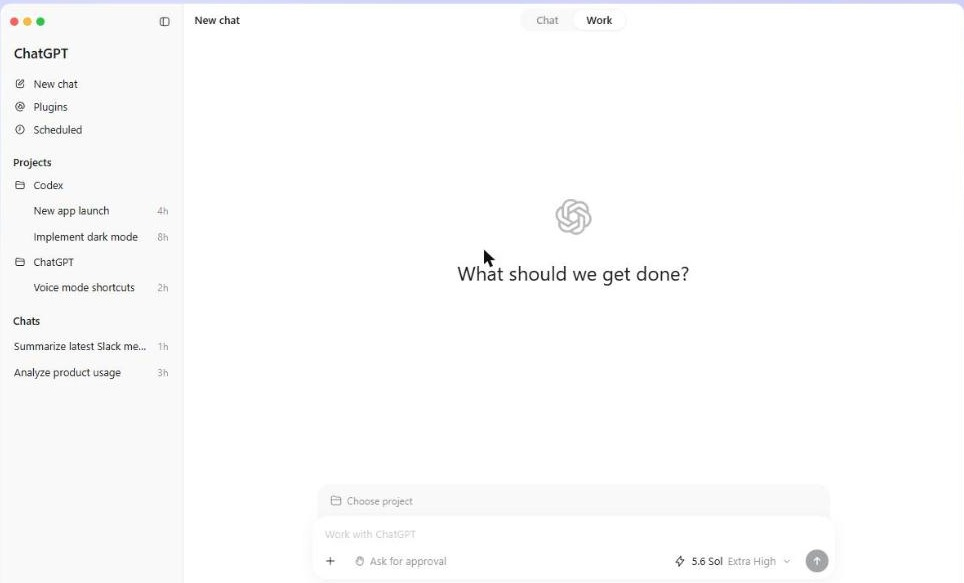 New chat
Chat
Work
ChatGPT
New chat
Plugins
Scheduled
Projects
Codex
New app launch 4h
Implement dark mode 8h
ChatGPT
Voice mode shortcuts 2h
Chats
Summarize latest Slack me... 1h
Analyze product usage 3h
What should we get done?
Choose project
Work with ChatGPT
Ask for approval
5.6 Sol Extra High